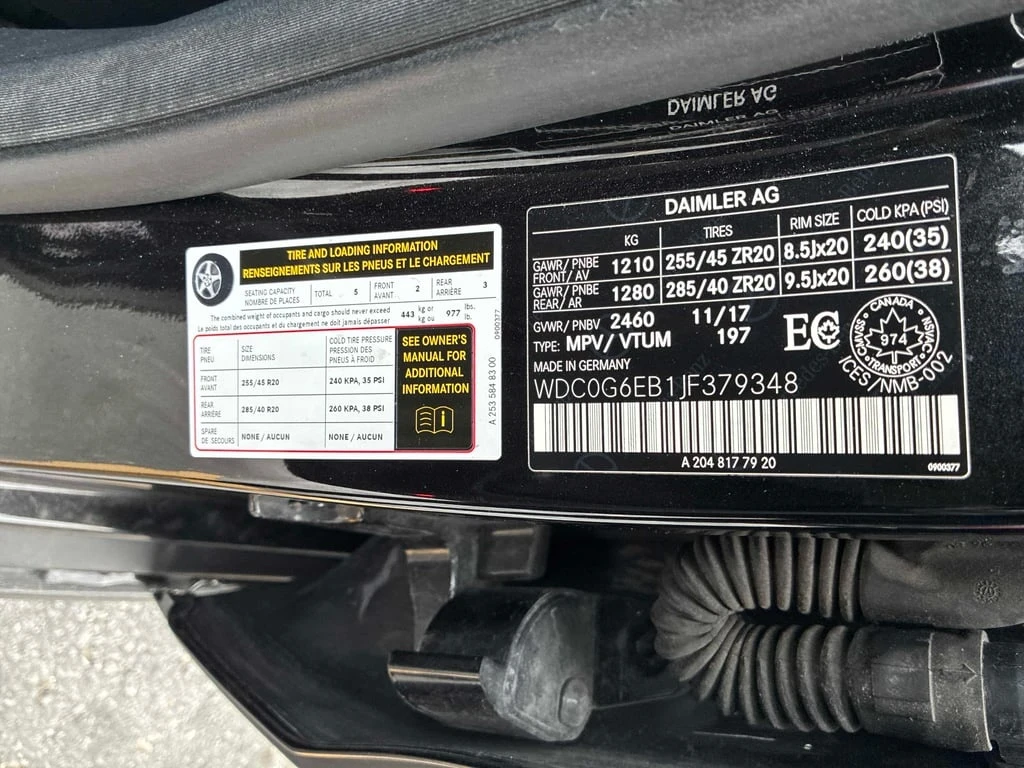 TIRE AND LOADING INFORMATION
RENSEIGNEMENTS SUR LES PNEUS ET LE CHARGEMENT
SEATING CAPACITY
NOMBRE DE PLACES
TOTAL 5
FRONT
AVANT 2
REAR
ARRIÈRE 3
The combined weight of occupants and cargo should never exceed
Le poids total des occupants et du chargement ne doit jamais dépasser
443 kg or
kg ou
977 lbs.
lb.
TIRE
PNEU
SIZE
DIMENSIONS
COLD TIRE PRESSURE
PRESSION DES
PNEUS À FROID
FRONT
AVANT
255/45 R20
240 KPA, 35 PSI
REAR
ARRIÈRE
285/40 R20
260 KPA, 38 PSI
SPARE
DE SECOURS
NONE / AUCUN
NONE / AUCUN
SEE OWNER'S
MANUAL FOR
ADDITIONAL
INFORMATION
A 253 584 83 00
0900377
DAIMLER AG
DAIMLER AG
DAIMLER AG
KG TIRES RIM SIZE COLD KPA (PSI)
GAWR/ PNBE
FRONT/ AV
1210 255/45 ZR20 8.5Jx20 240(35)
GAWR/ PNBE
REAR/ AR
1280 285/40 ZR20 9.5Jx20 260(38)
GVWR/ PNBV 2460 11/17
TYPE: MPV/ VTUM 197
MADE IN GERMANY
WDC0G6EB1JF379348
EC
CANADA
974
TRANSPORT
CMVSS
NSVAC
ICES/NMB-002
A 204 817 79 20
0900377